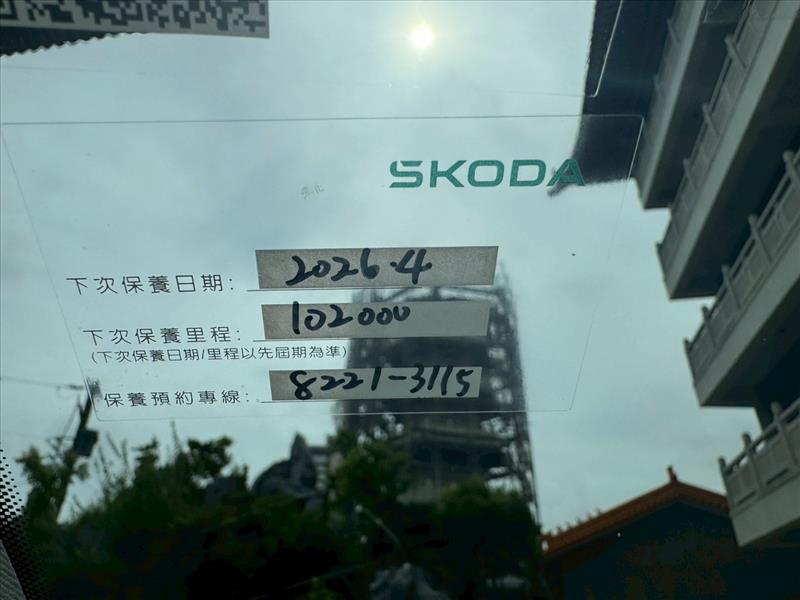 SKODA
下次保養日期: 2026.4
下次保養里程: 102000
(下次保養日期/里程以先屆期為準)
保養預約專線: 8221-3115